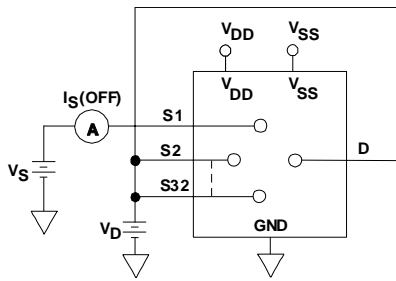 VDD VSS
VDD VSS
IS(OFF)
A
S1
S2
D
VS
S32
VD
GND